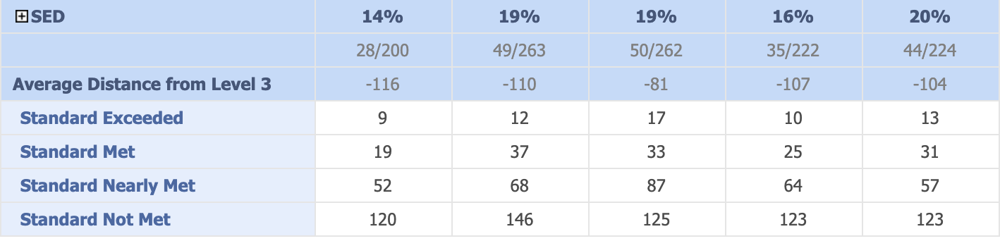 SED 14% 19% 19% 16% 20%
28/200 49/263 50/262 35/222 44/224
Average Distance from Level 3 -116 -110 -81 -107 -104
Standard Exceeded 9 12 17 10 13
Standard Met 19 37 33 25 31
Standard Nearly Met 52 68 87 64 57
Standard Not Met 120 146 125 123 123